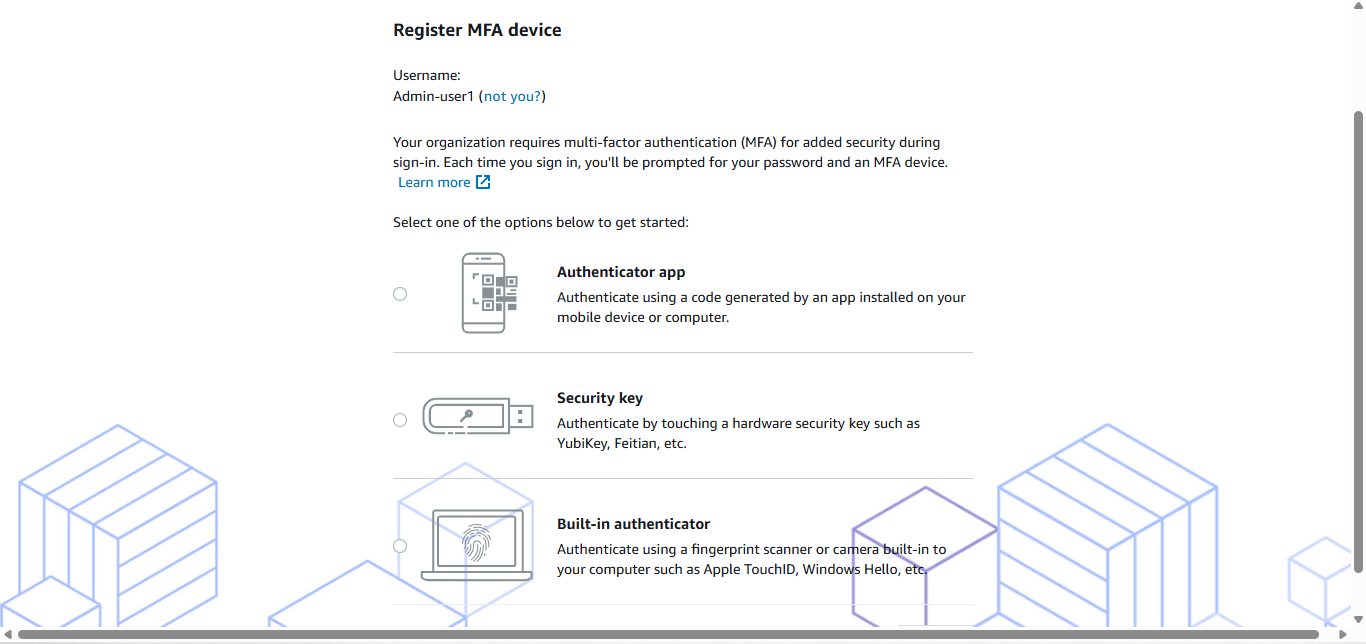 Register MFA device
Username:
Admin-user1 (not you?)
Your organization requires multi-factor authentication (MFA) for added security during
sign-in. Each time you sign in, you'll be prompted for your password and an MFA device.
Learn more
Select one of the options below to get started:
Authenticator app
Authenticate using a code generated by an app installed on your
mobile device or computer.
Security key
Authenticate by touching a hardware security key such as
YubiKey, Feitian, etc.
Built-in authenticator
Authenticate using a fingerprint scanner or camera built-in to
your computer such as Apple TouchID, Windows Hello, etc.